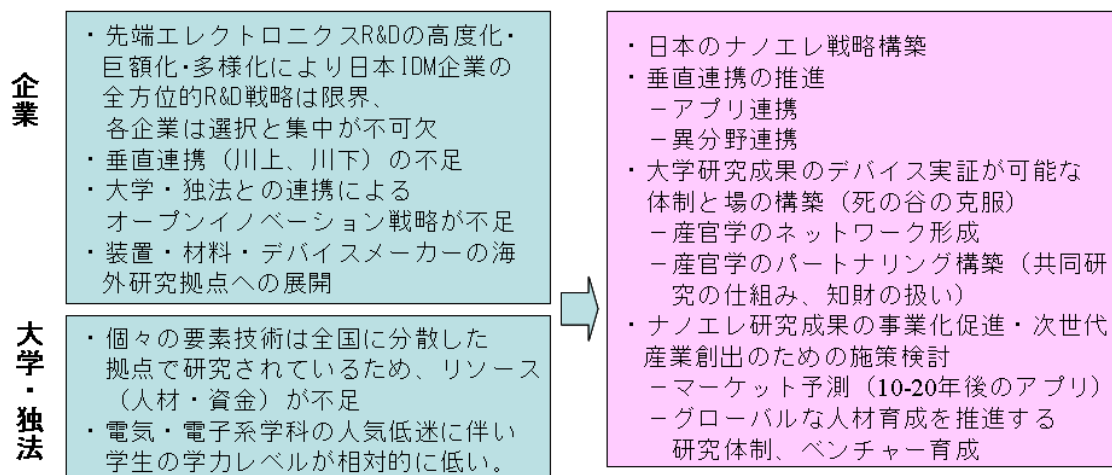 企業
・先端エレクトロニクスR&Dの高度化・
巨額化・多様化により日本IDM企業の
全方位的R&D戦略は限界、
各企業は選択と集中が不可欠
・垂直連携（川上、川下）の不足
・大学・独法との連携による
オープンイノベーション戦略が不足
・装置・材料・デバイスメーカーの海
外研究拠点への展開
大学・独法
・個々の要素技術は全国に分散した
拠点で研究されているため、リソース
（人材・資金）が不足
・電気・電子系学科の人気低迷に伴い
学生の学力レベルが相対的に低い。
・日本のナノエレ戦略構築
・垂直連携の推進
－アプリ連携
－異分野連携
・大学研究成果のデバイス実証が可能な
体制と場の構築（死の谷の克服）
－産官学のネットワーク形成
－産官学のパートナリング構築（共同研
究の仕組み、知財の扱い）
・ナノエレ研究成果の事業化促進・次世代
産業創出のための施策検討
－マーケット予測（10-20年後のアプリ）
－グローバルな人材育成を推進する
研究体制、ベンチャー育成